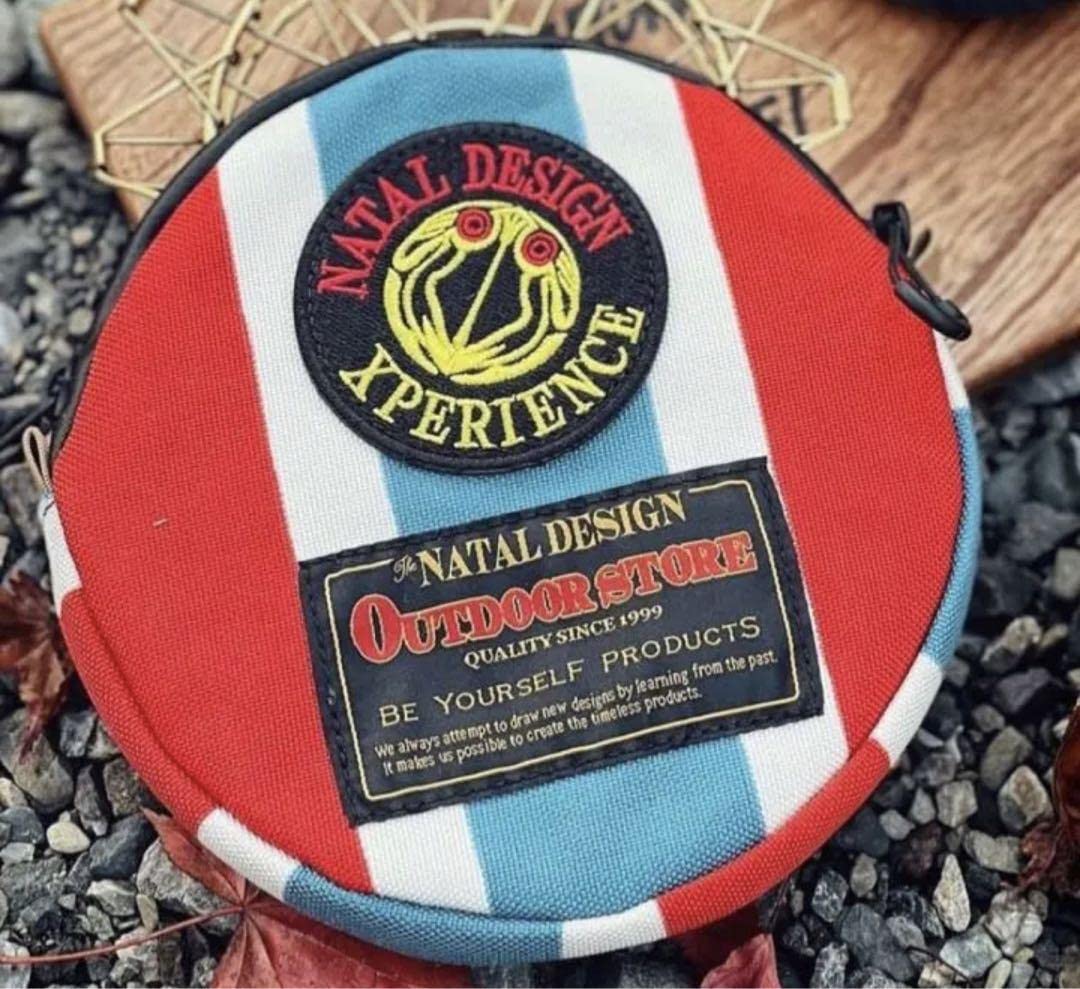 NATAL DESIGN
XPERIENCE
The NATAL DESIGN
OUTDOOR STORE
QUALITY SINCE 1999
BE YOURSELF PRODUCTS
We always attempt to draw new designs by learning from the past.
It makes us possible to create the timeless products.